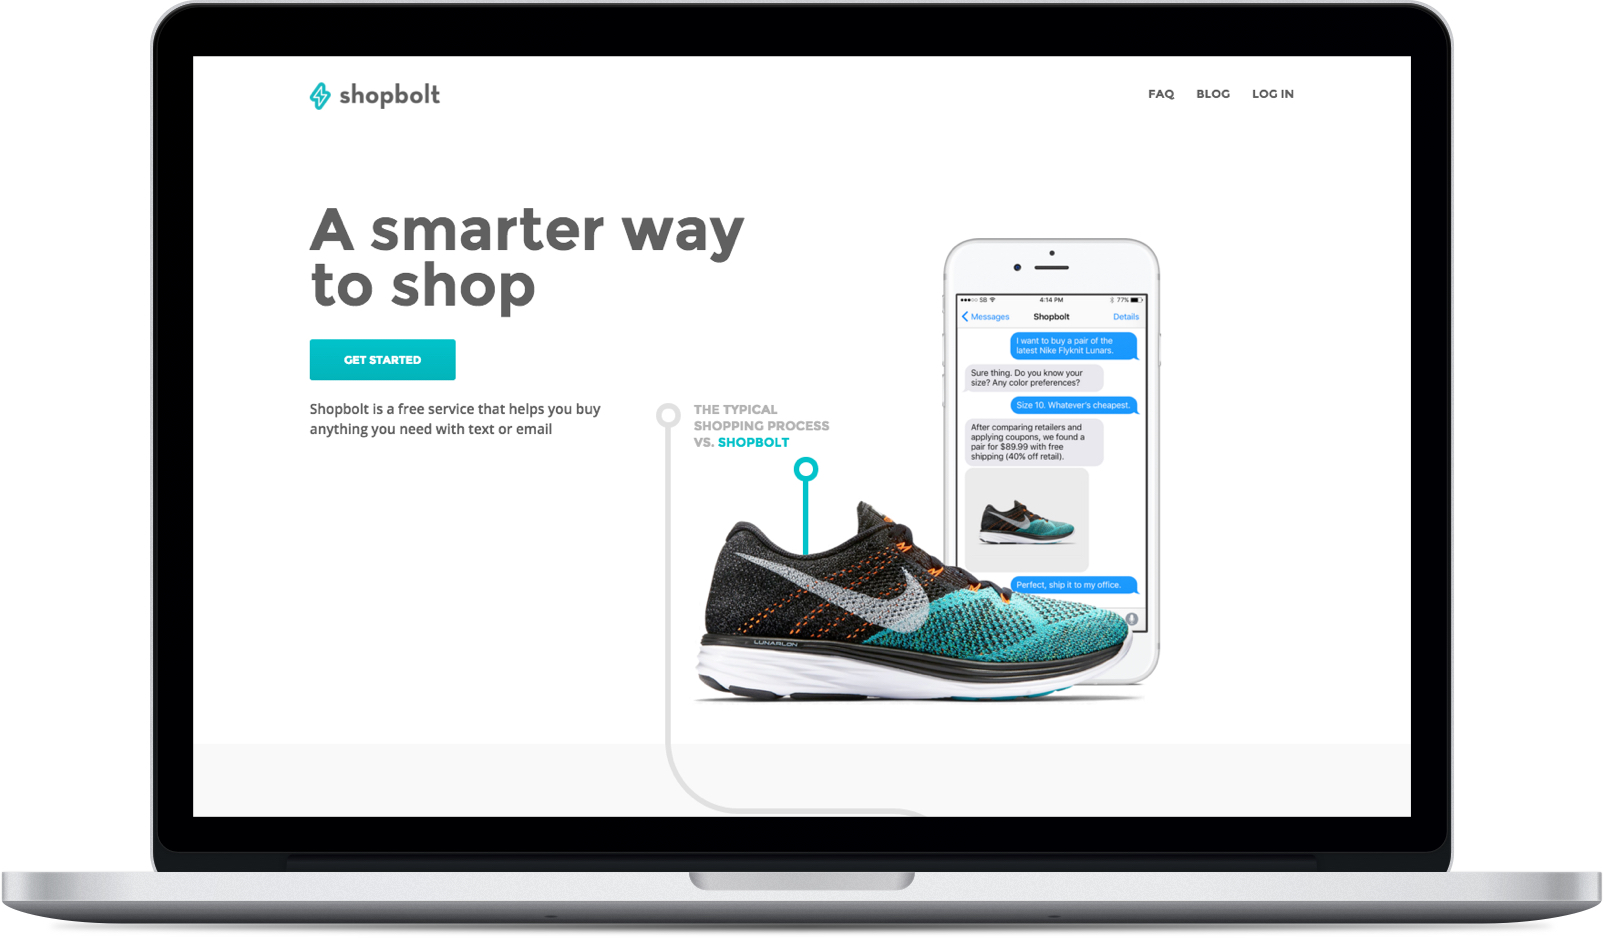 shopbolt
FAQ BLOG LOG IN
A smarter way
to shop
GET STARTED
Shopbolt is a free service that helps you buy
anything you need with text or email
THE TYPICAL
SHOPPING PROCESS
VS. SHOPBOLT
SB 4:14 PM 77%
Messages Shopbolt Details
I want to buy a pair of the
latest Nike Flyknit Lunars.
Sure thing. Do you know your
size? Any color preferences?
Size 10. Whatever's cheapest.
After comparing retailers and
applying coupons, we found a
pair for $89.99 with free
shipping (40% off retail).
Perfect, ship it to my office.
LUNARLON